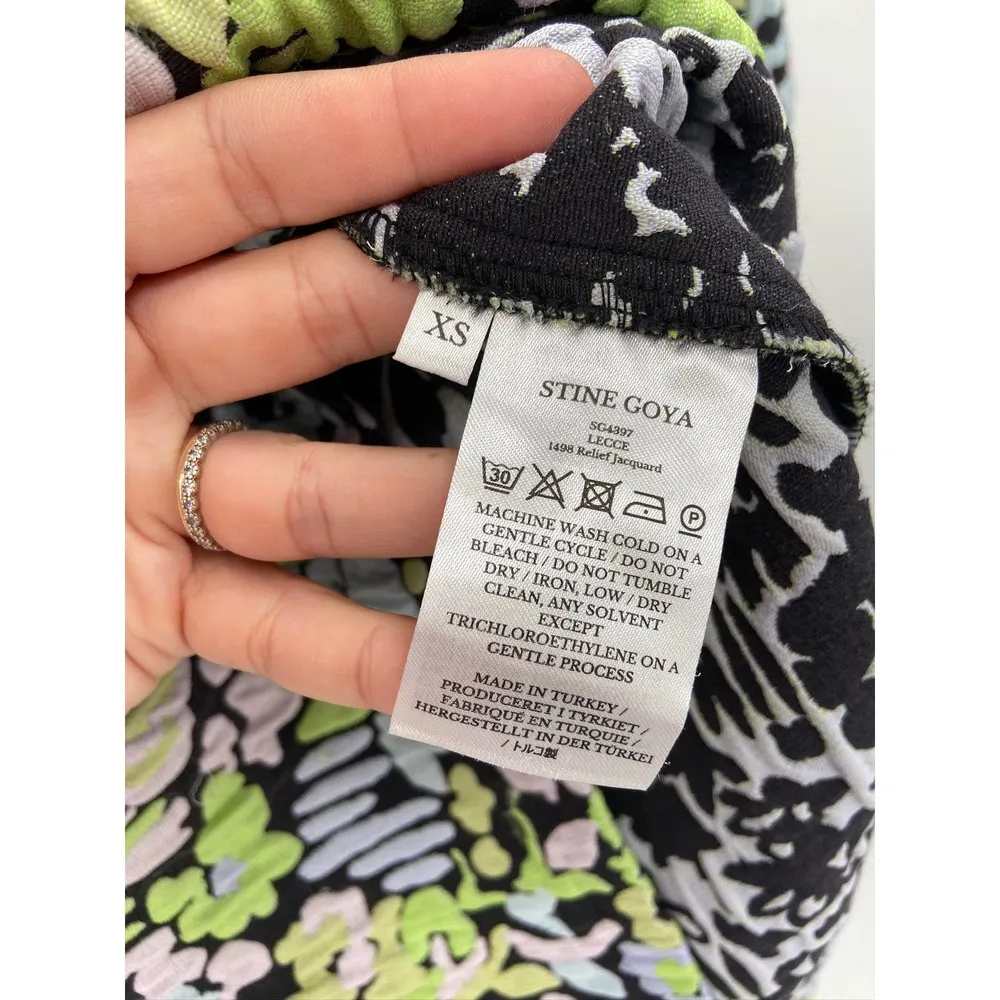 XS
STINE GOYA
SG4397
LECCE
1498 Relief Jacquard
30
P
MACHINE WASH COLD ON A
GENTLE CYCLE / DO NOT
BLEACH / DO NOT TUMBLE
DRY / IRON, LOW / DRY
CLEAN, ANY SOLVENT
EXCEPT
TRICHLOROETHYLENE ON A
GENTLE PROCESS
MADE IN TURKEY /
PRODUCERET I TYRKIET /
FABRIQUÉ EN TURQUIE /
HERGESTELLT IN DER TÜRKEI
/ トルコ製